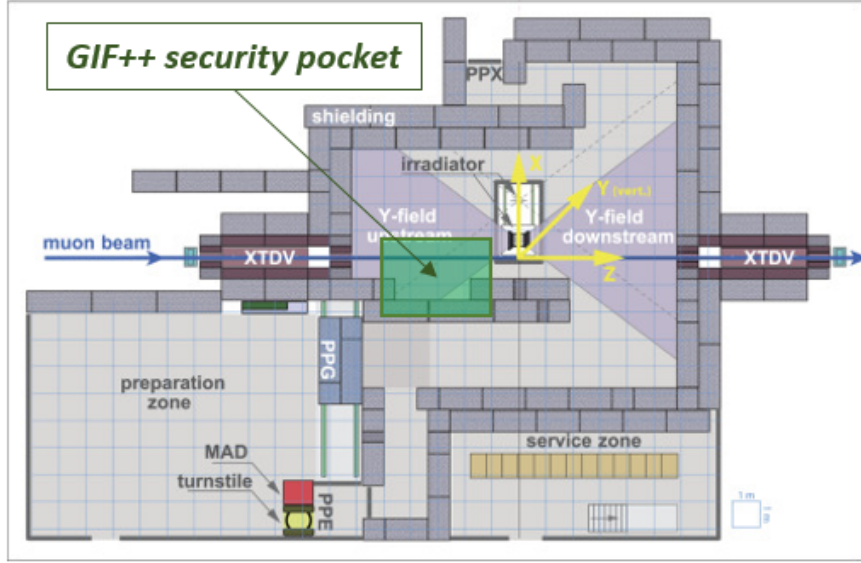 GIF++ security pocket
PPX
shielding
irradiator
X
Y (vert.)
Y-field
upstream
Y-field
downstream
muon beam
XTDV
Z
XTDV
preparation
zone
PPG
MAD
turnstile
PPE
service zone
1 m
1 m